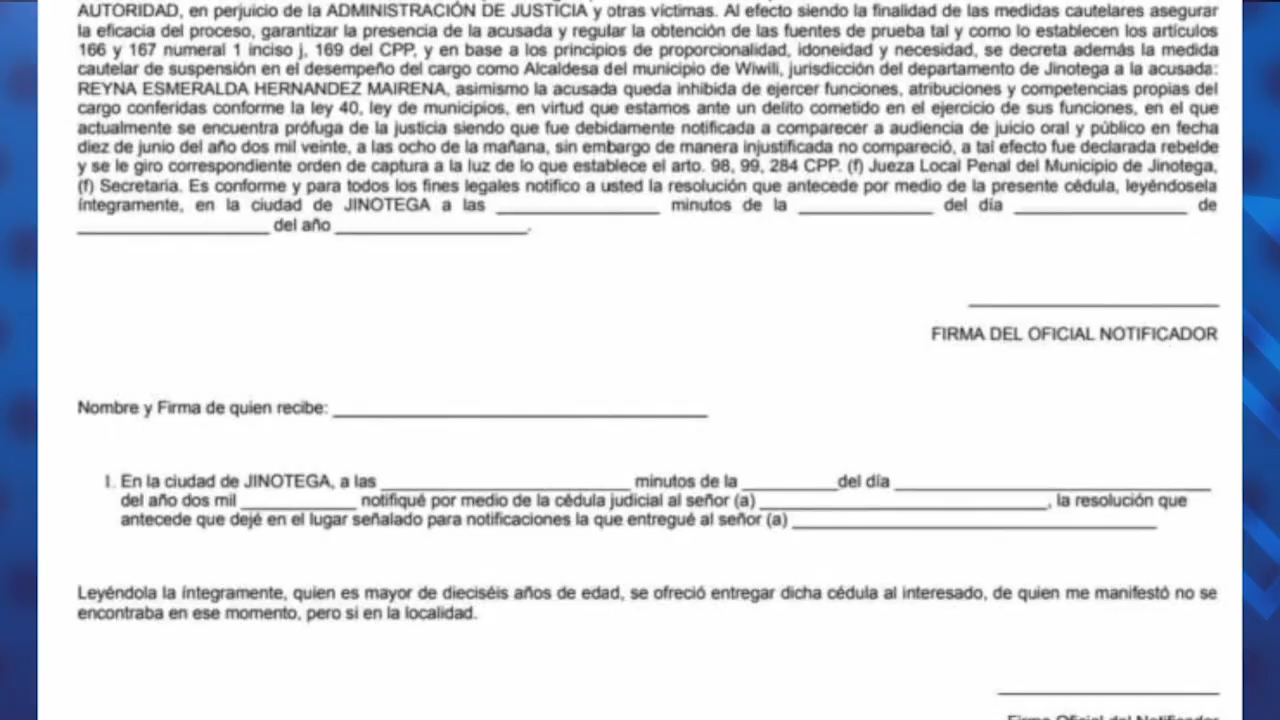 AUTORIDAD, en perjuicio de la ADMINISTRACIÓN DE JUSTICIA y otras víctimas. Al efecto siendo la finalidad de las medidas cautelares asegurar
la eficacia del proceso, garantizar la presencia de la acusada y regular la obtención de las fuentes de prueba tal y como lo establecen los artículos
166 y 167 numeral 1 inciso j, 169 del CPP, y en base a los principios de proporcionalidad, idoneidad y necesidad, se decreta además la medida
cautelar de suspensión en el desempeño del cargo como Alcaldesa del municipio de Wiwili, jurisdicción del departamento de Jinotega a la acusada:
REYNA ESMERALDA HERNANDEZ MAIRENA, asimismo la acusada queda inhibida de ejercer funciones, atribuciones y competencias propias del
cargo conferidas conforme la ley 40, ley de municipios, en virtud que estamos ante un delito cometido en el ejercicio de sus funciones, en el que
actualmente se encuentra prófuga de la justicia siendo que fue debidamente notificada a comparecer a audiencia de juicio oral y público en fecha
diez de junio del año dos mil veinte, a las ocho de la mañana, sin embargo de manera injustificada no compareció, a tal efecto fue declarada rebelde
y se le giro correspondiente orden de captura a la luz de lo que establece el arto. 98, 99, 284 CPP. (f) Jueza Local Penal del Municipio de Jinotega,
(f) Secretaria. Es conforme y para todos los fines legales notifico a usted la resolución que antecede por medio de la presente cédula, leyéndosela
íntegramente, en la ciudad de JINOTEGA a las ________________ minutos de la _____________ del día _________________ de
___________________ del año ___________________.
FIRMA DEL OFICIAL NOTIFICADOR
Nombre y Firma de quien recibe: _____________________________________
I. En la ciudad de JINOTEGA, a las _________________________ minutos de la __________del día ________________________________
del año dos mil ___________ notifiqué por medio de la cédula judicial al señor (a) _____________________________, la resolución que
antecede que dejé en el lugar señalado para notificaciones la que entregué al señor (a) ____________________________________
Leyéndola la íntegramente, quien es mayor de dieciséis años de edad, se ofreció entregar dicha cédula al interesado, de quien me manifestó no se
encontraba en ese momento, pero si en la localidad.
Firma Oficial del Notificador